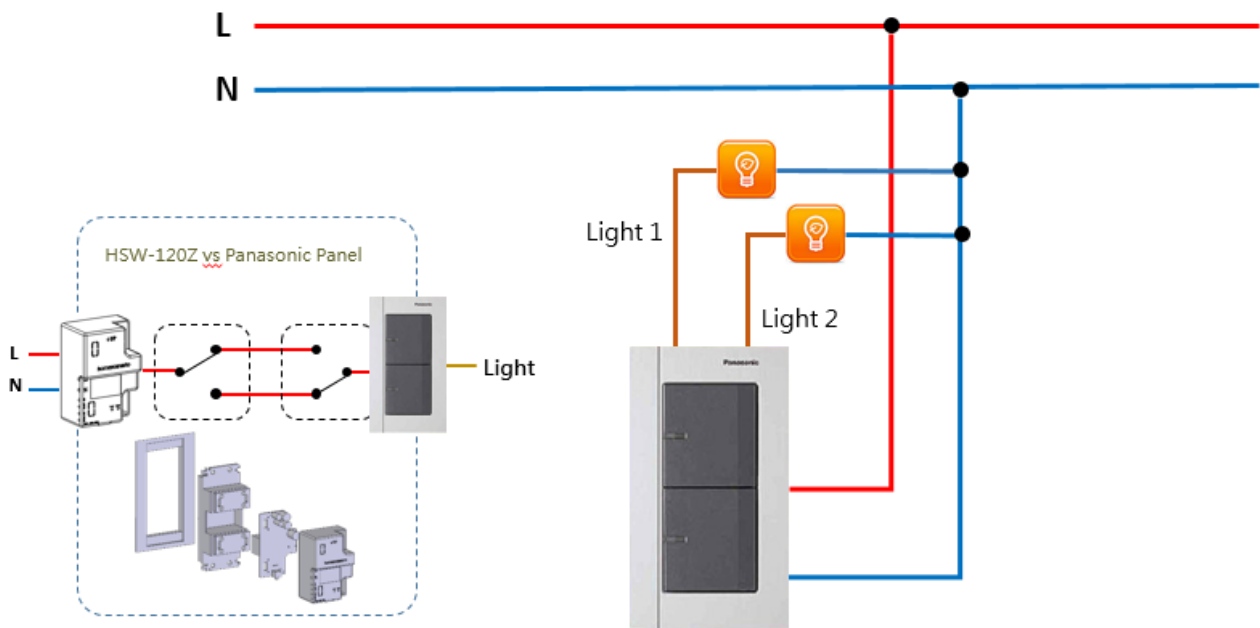 L
N
Light 1
Light 2
HSW-120Z vs Panasonic Panel
L
N
Panasonic
Light
Panasonic